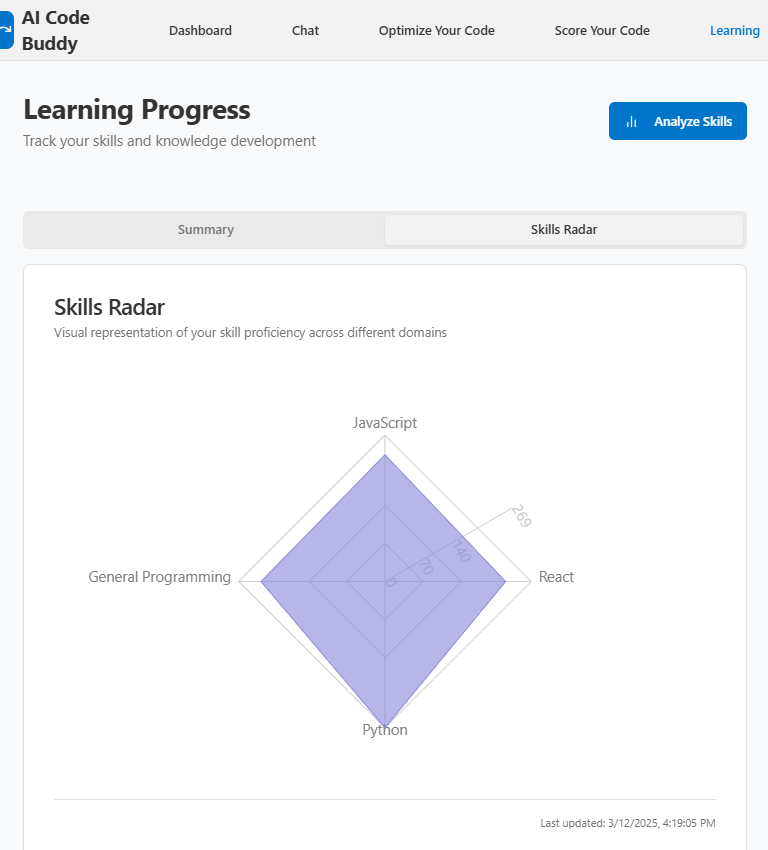 AI Code
Buddy
Dashboard
Chat
Optimize Your Code
Score Your Code
Learning
Learning Progress
Track your skills and knowledge development
Analyze Skills
Summary
Skills Radar
Skills Radar
Visual representation of your skill proficiency across different domains
JavaScript
269
140
70
0
General Programming
React
Python
Last updated: 3/12/2025, 4:19:05 PM